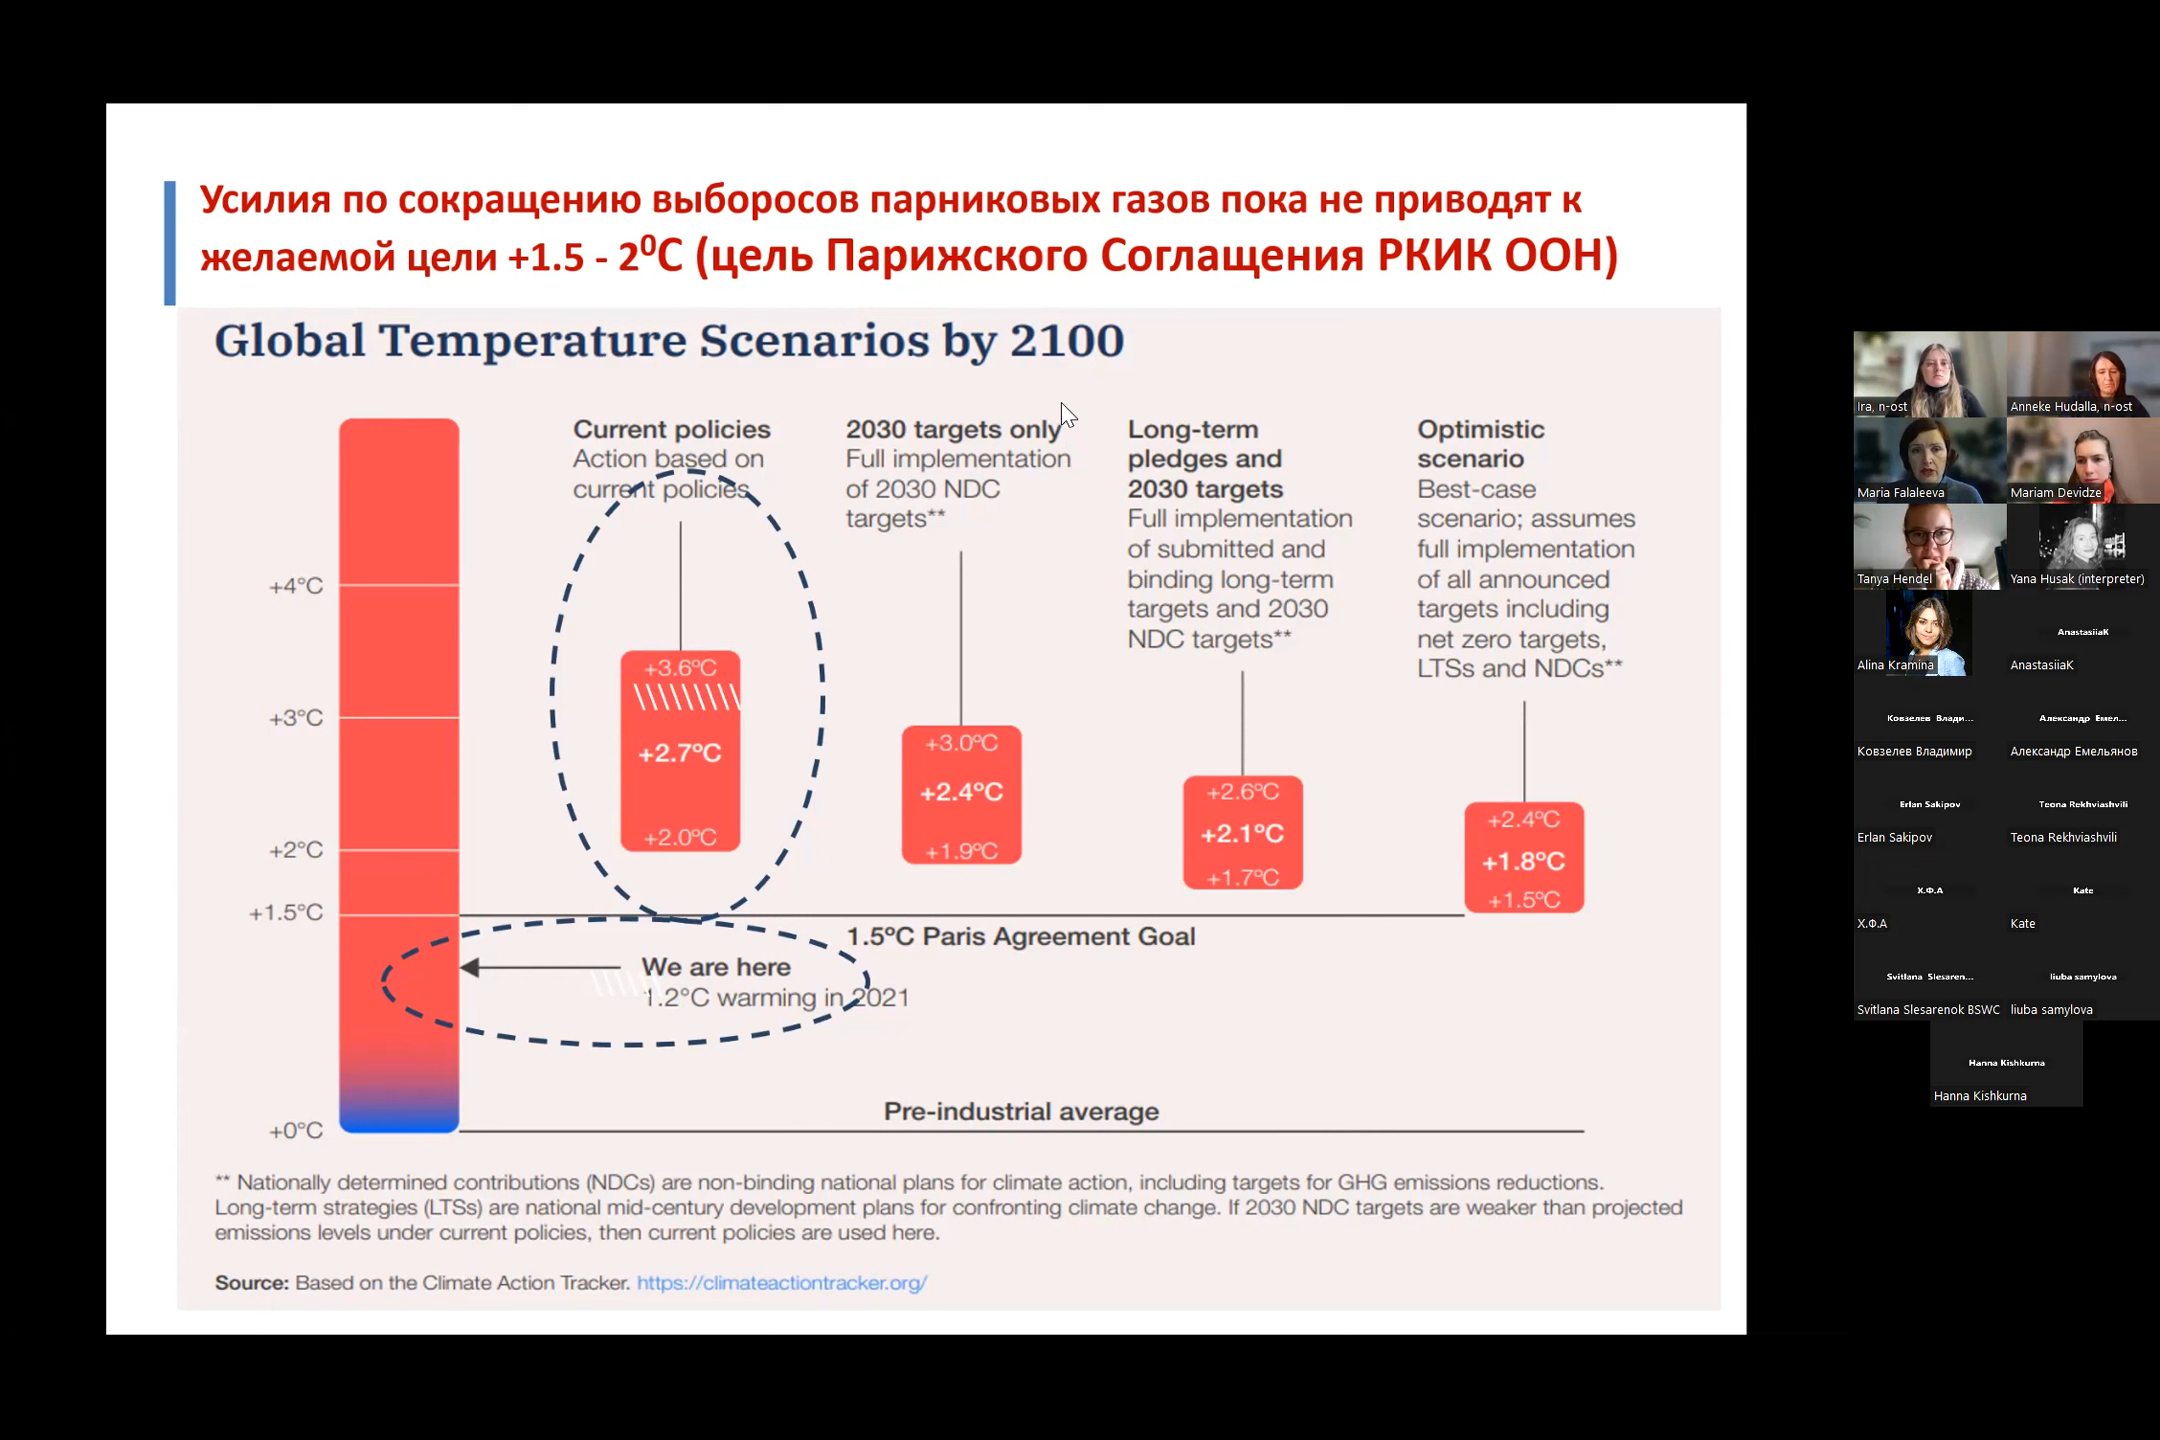 Усилия по сокращению выборосов парниковых газов пока не приводят к
желаемой цели +1.5 - 2⁰С (цель Парижского Соглащения РКИК ООН)
Global Temperature Scenarios by 2100
Current policies
Action based on
current policies
2030 targets only
Full implementation
of 2030 NDC
targets**
Long-term
pledges and
2030 targets
Full implementation
of submitted and
binding long-term
targets and 2030
NDC targets**
Optimistic
scenario
Best-case
scenario; assumes
full implementation
of all announced
targets including
net zero targets,
LTSs and NDCs**
+4°C
+3°C
+2°C
+1.5°C
+0°C
+3.6°C
+2.7°C
+2.0°C
+3.0°C
+2.4°C
+1.9°C
+2.6°C
+2.1°C
+1.7°C
+2.4°C
+1.8°C
+1.5°C
1.5°C Paris Agreement Goal
We are here
1.2°C warming in 2021
Pre-industrial average
** Nationally determined contributions (NDCs) are non-binding national plans for climate action, including targets for GHG emissions reductions.
Long-term strategies (LTSs) are national mid-century development plans for confronting climate change. If 2030 NDC targets are weaker than projected
emissions levels under current policies, then current policies are used here.
Source: Based on the Climate Action Tracker. https://climateactiontracker.org/
Ira, n-ost
Anneke Hudalla, n-ost
Maria Falaleeva
Mariam Devidze
Tanya Hendel
Yana Husak (interpreter)
Alina Kramina
AnastasiiaK
AnastasiiaK
Ковзелев Влади...
Ковзелев Владимир
Александр Емел...
Александр Емельянов
Erlan Sakipov
Erlan Sakipov
Teona Rekhviashvili
Teona Rekhviashvili
Х.Ф.А
Х.Ф.А
Kate
Kate
Svitlana Slesaren...
Svitlana Slesarenok BSWC
liuba samylova
liuba samylova
Hanna Kishkurna
Hanna Kishkurna